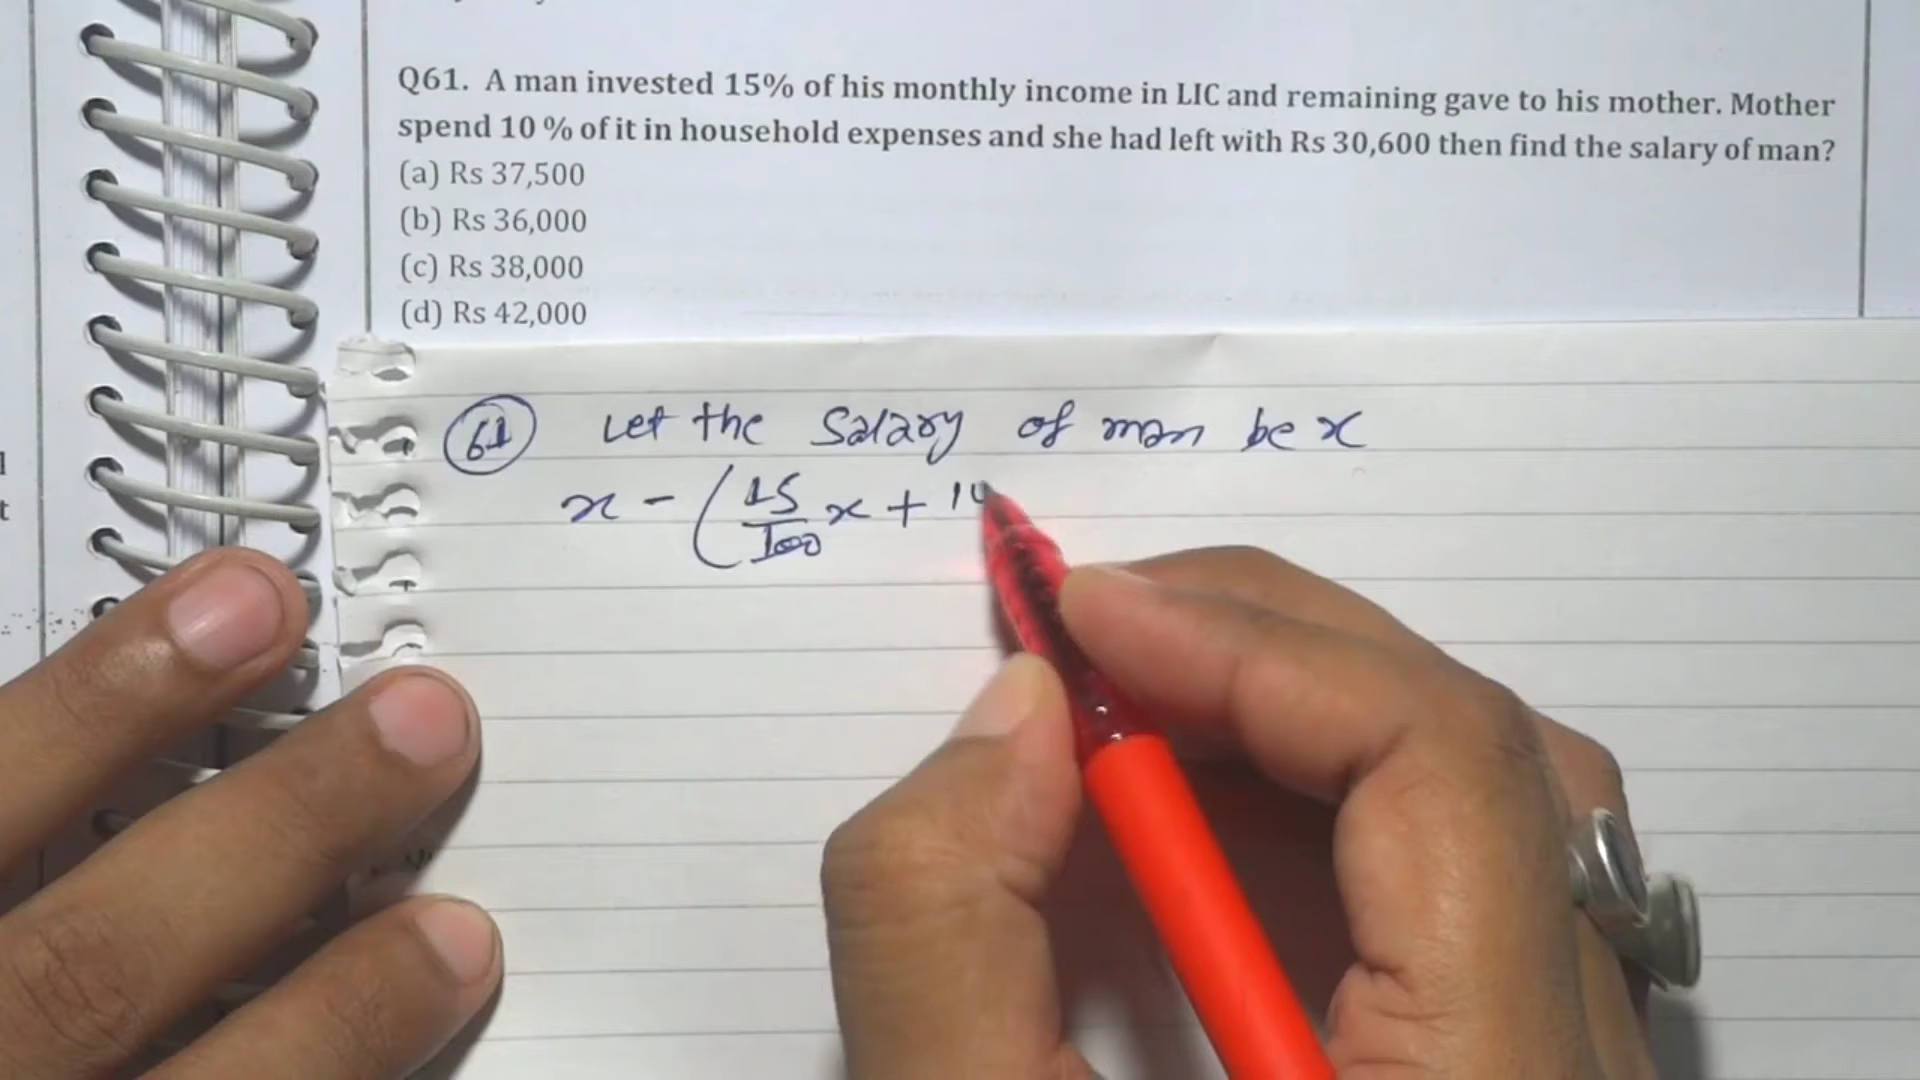 Q61. A man invested 15% of his monthly income in LIC and remaining gave to his mother. Mother
spend 10 % of it in household expenses and she had left with Rs 30,600 then find the salary of man?
(a) Rs 37,500
(b) Rs 36,000
(c) Rs 38,000
(d) Rs 42,000
61 Let the Salary of man be x
x - ( 15/100 x + 10